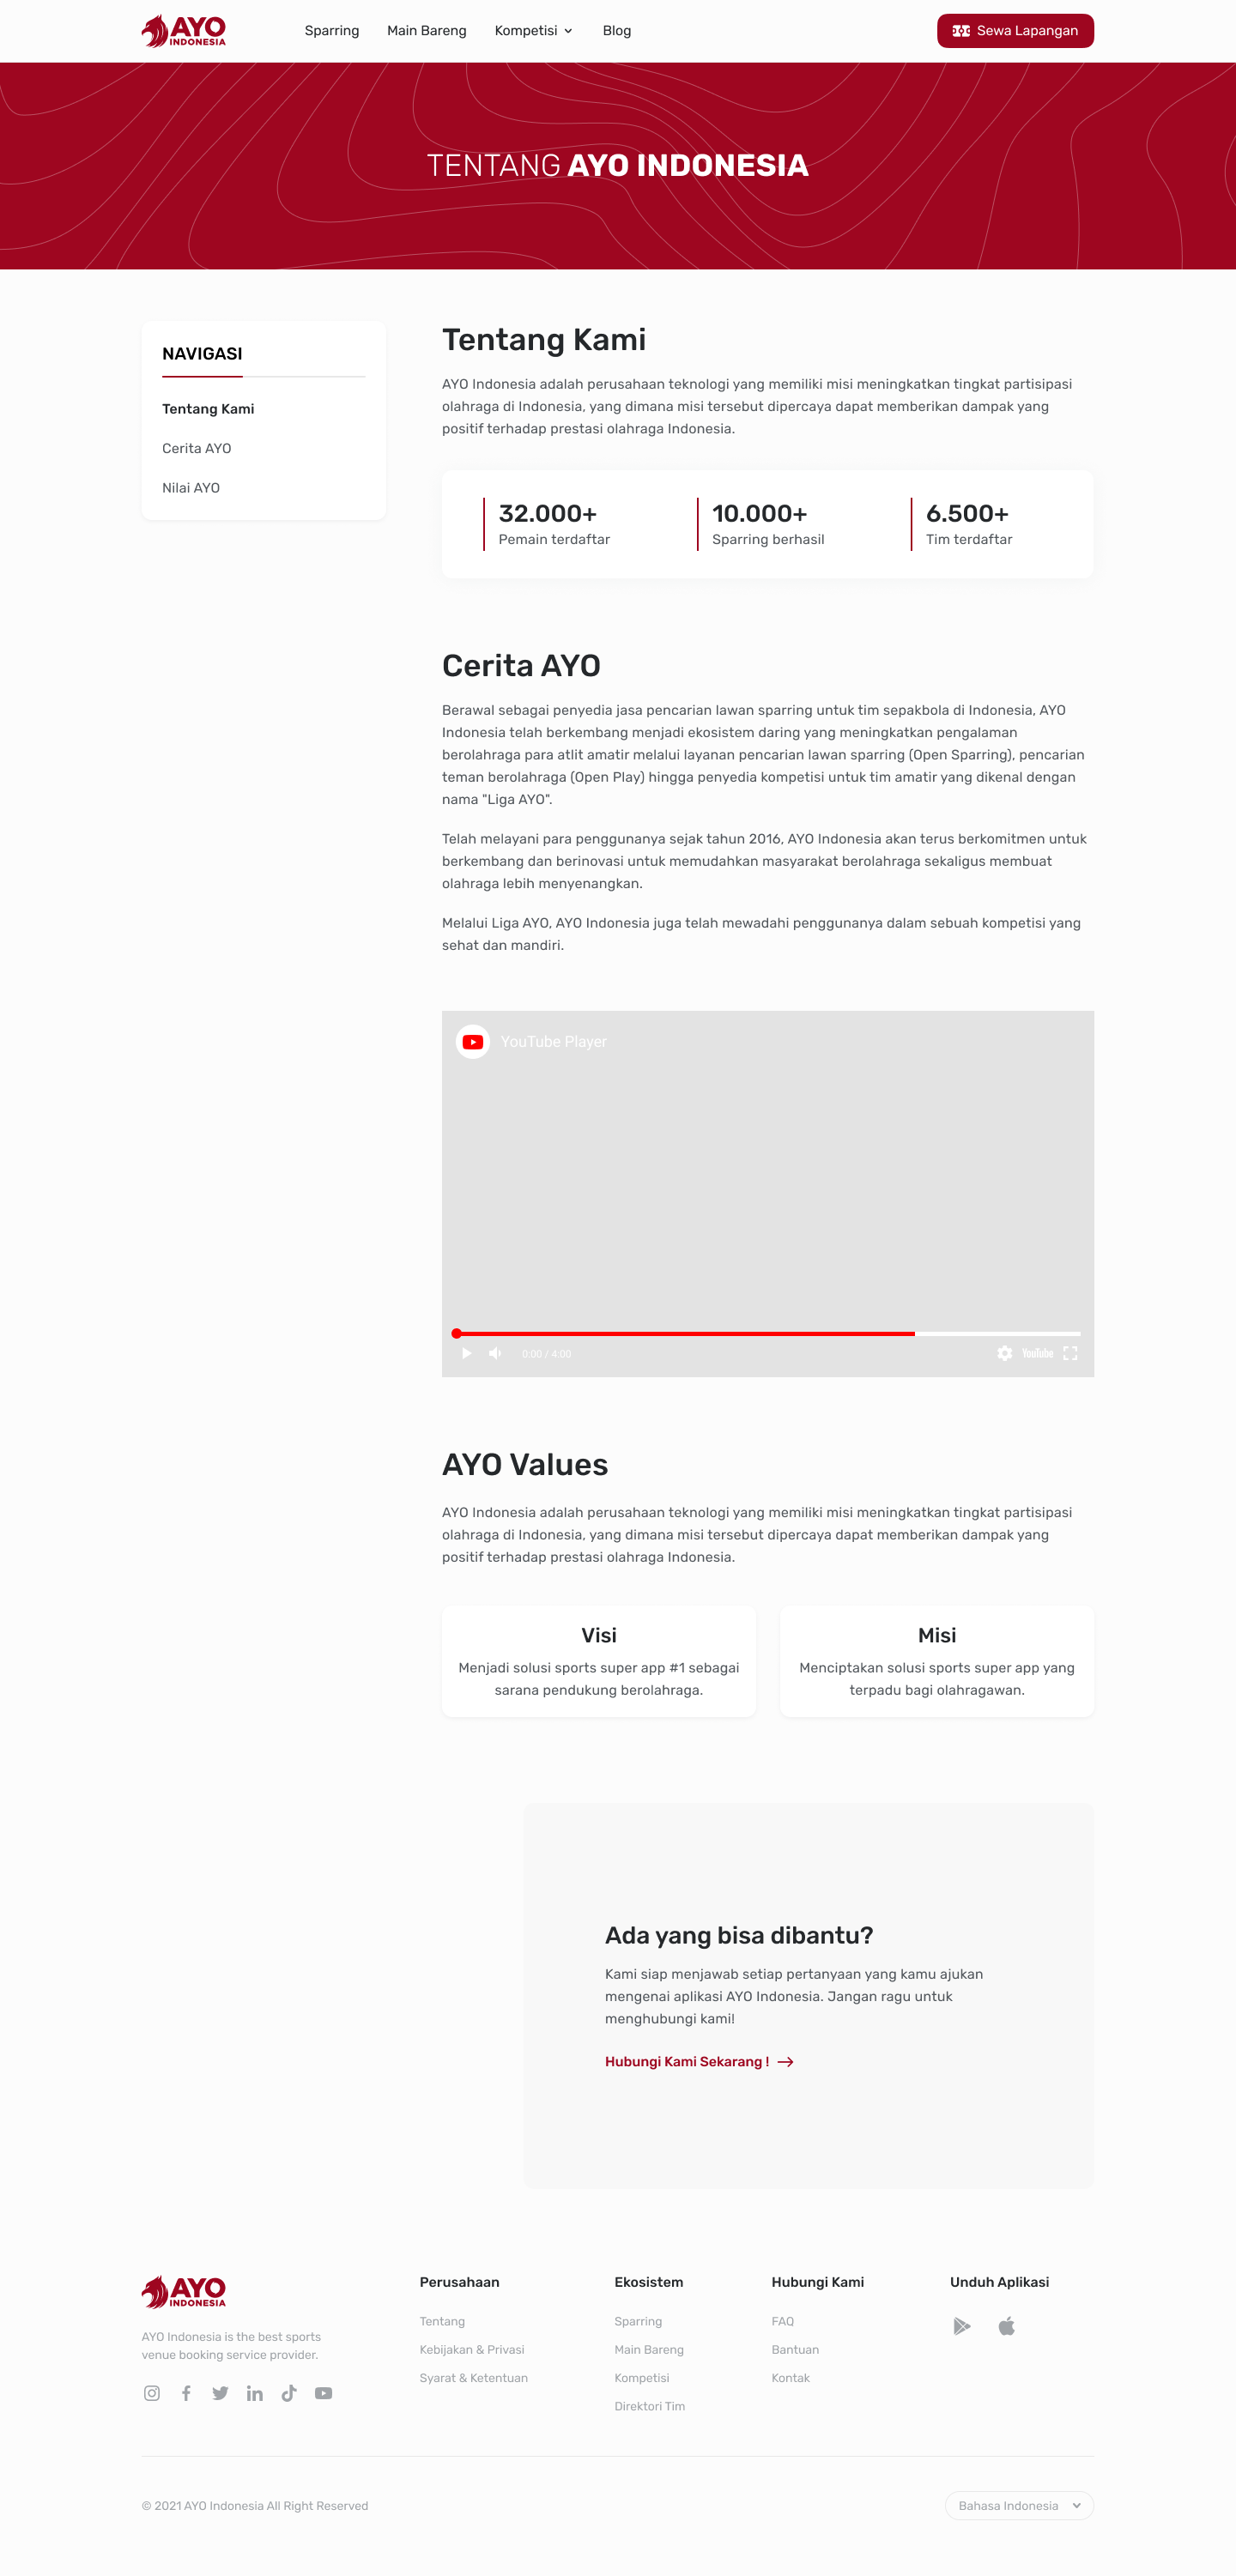 AYO
INDONESIA
Sparring
Main Bareng
Kompetisi
Blog
Sewa Lapangan
TENTANG AYO INDONESIA
NAVIGASI
Tentang Kami
Cerita AYO
Nilai AYO
Tentang Kami
AYO Indonesia adalah perusahaan teknologi yang memiliki misi meningkatkan tingkat partisipasi
olahraga di Indonesia, yang dimana misi tersebut dipercaya dapat memberikan dampak yang
positif terhadap prestasi olahraga Indonesia.
32.000+
Pemain terdaftar
10.000+
Sparring berhasil
6.500+
Tim terdaftar
Cerita AYO
Berawal sebagai penyedia jasa pencarian lawan sparring untuk tim sepakbola di Indonesia, AYO
Indonesia telah berkembang menjadi ekosistem daring yang meningkatkan pengalaman
berolahraga para atlit amatir melalui layanan pencarian lawan sparring (Open Sparring), pencarian
teman berolahraga (Open Play) hingga penyedia kompetisi untuk tim amatir yang dikenal dengan
nama "Liga AYO".
Telah melayani para penggunanya sejak tahun 2016, AYO Indonesia akan terus berkomitmen untuk
berkembang dan berinovasi untuk memudahkan masyarakat berolahraga sekaligus membuat
olahraga lebih menyenangkan.
Melalui Liga AYO, AYO Indonesia juga telah mewadahi penggunanya dalam sebuah kompetisi yang
sehat dan mandiri.
YouTube Player
0:00 / 4:00
YouTube
AYO Values
AYO Indonesia adalah perusahaan teknologi yang memiliki misi meningkatkan tingkat partisipasi
olahraga di Indonesia, yang dimana misi tersebut dipercaya dapat memberikan dampak yang
positif terhadap prestasi olahraga Indonesia.
Visi
Menjadi solusi sports super app #1 sebagai
sarana pendukung berolahraga.
Misi
Menciptakan solusi sports super app yang
terpadu bagi olahragawan.
Ada yang bisa dibantu?
Kami siap menjawab setiap pertanyaan yang kamu ajukan
mengenai aplikasi AYO Indonesia. Jangan ragu untuk
menghubungi kami!
Hubungi Kami Sekarang !
AYO
INDONESIA
AYO Indonesia is the best sports
venue booking service provider.
Perusahaan
Tentang
Kebijakan & Privasi
Syarat & Ketentuan
Ekosistem
Sparring
Main Bareng
Kompetisi
Direktori Tim
Hubungi Kami
FAQ
Bantuan
Kontak
Unduh Aplikasi
© 2021 AYO Indonesia All Right Reserved
Bahasa Indonesia